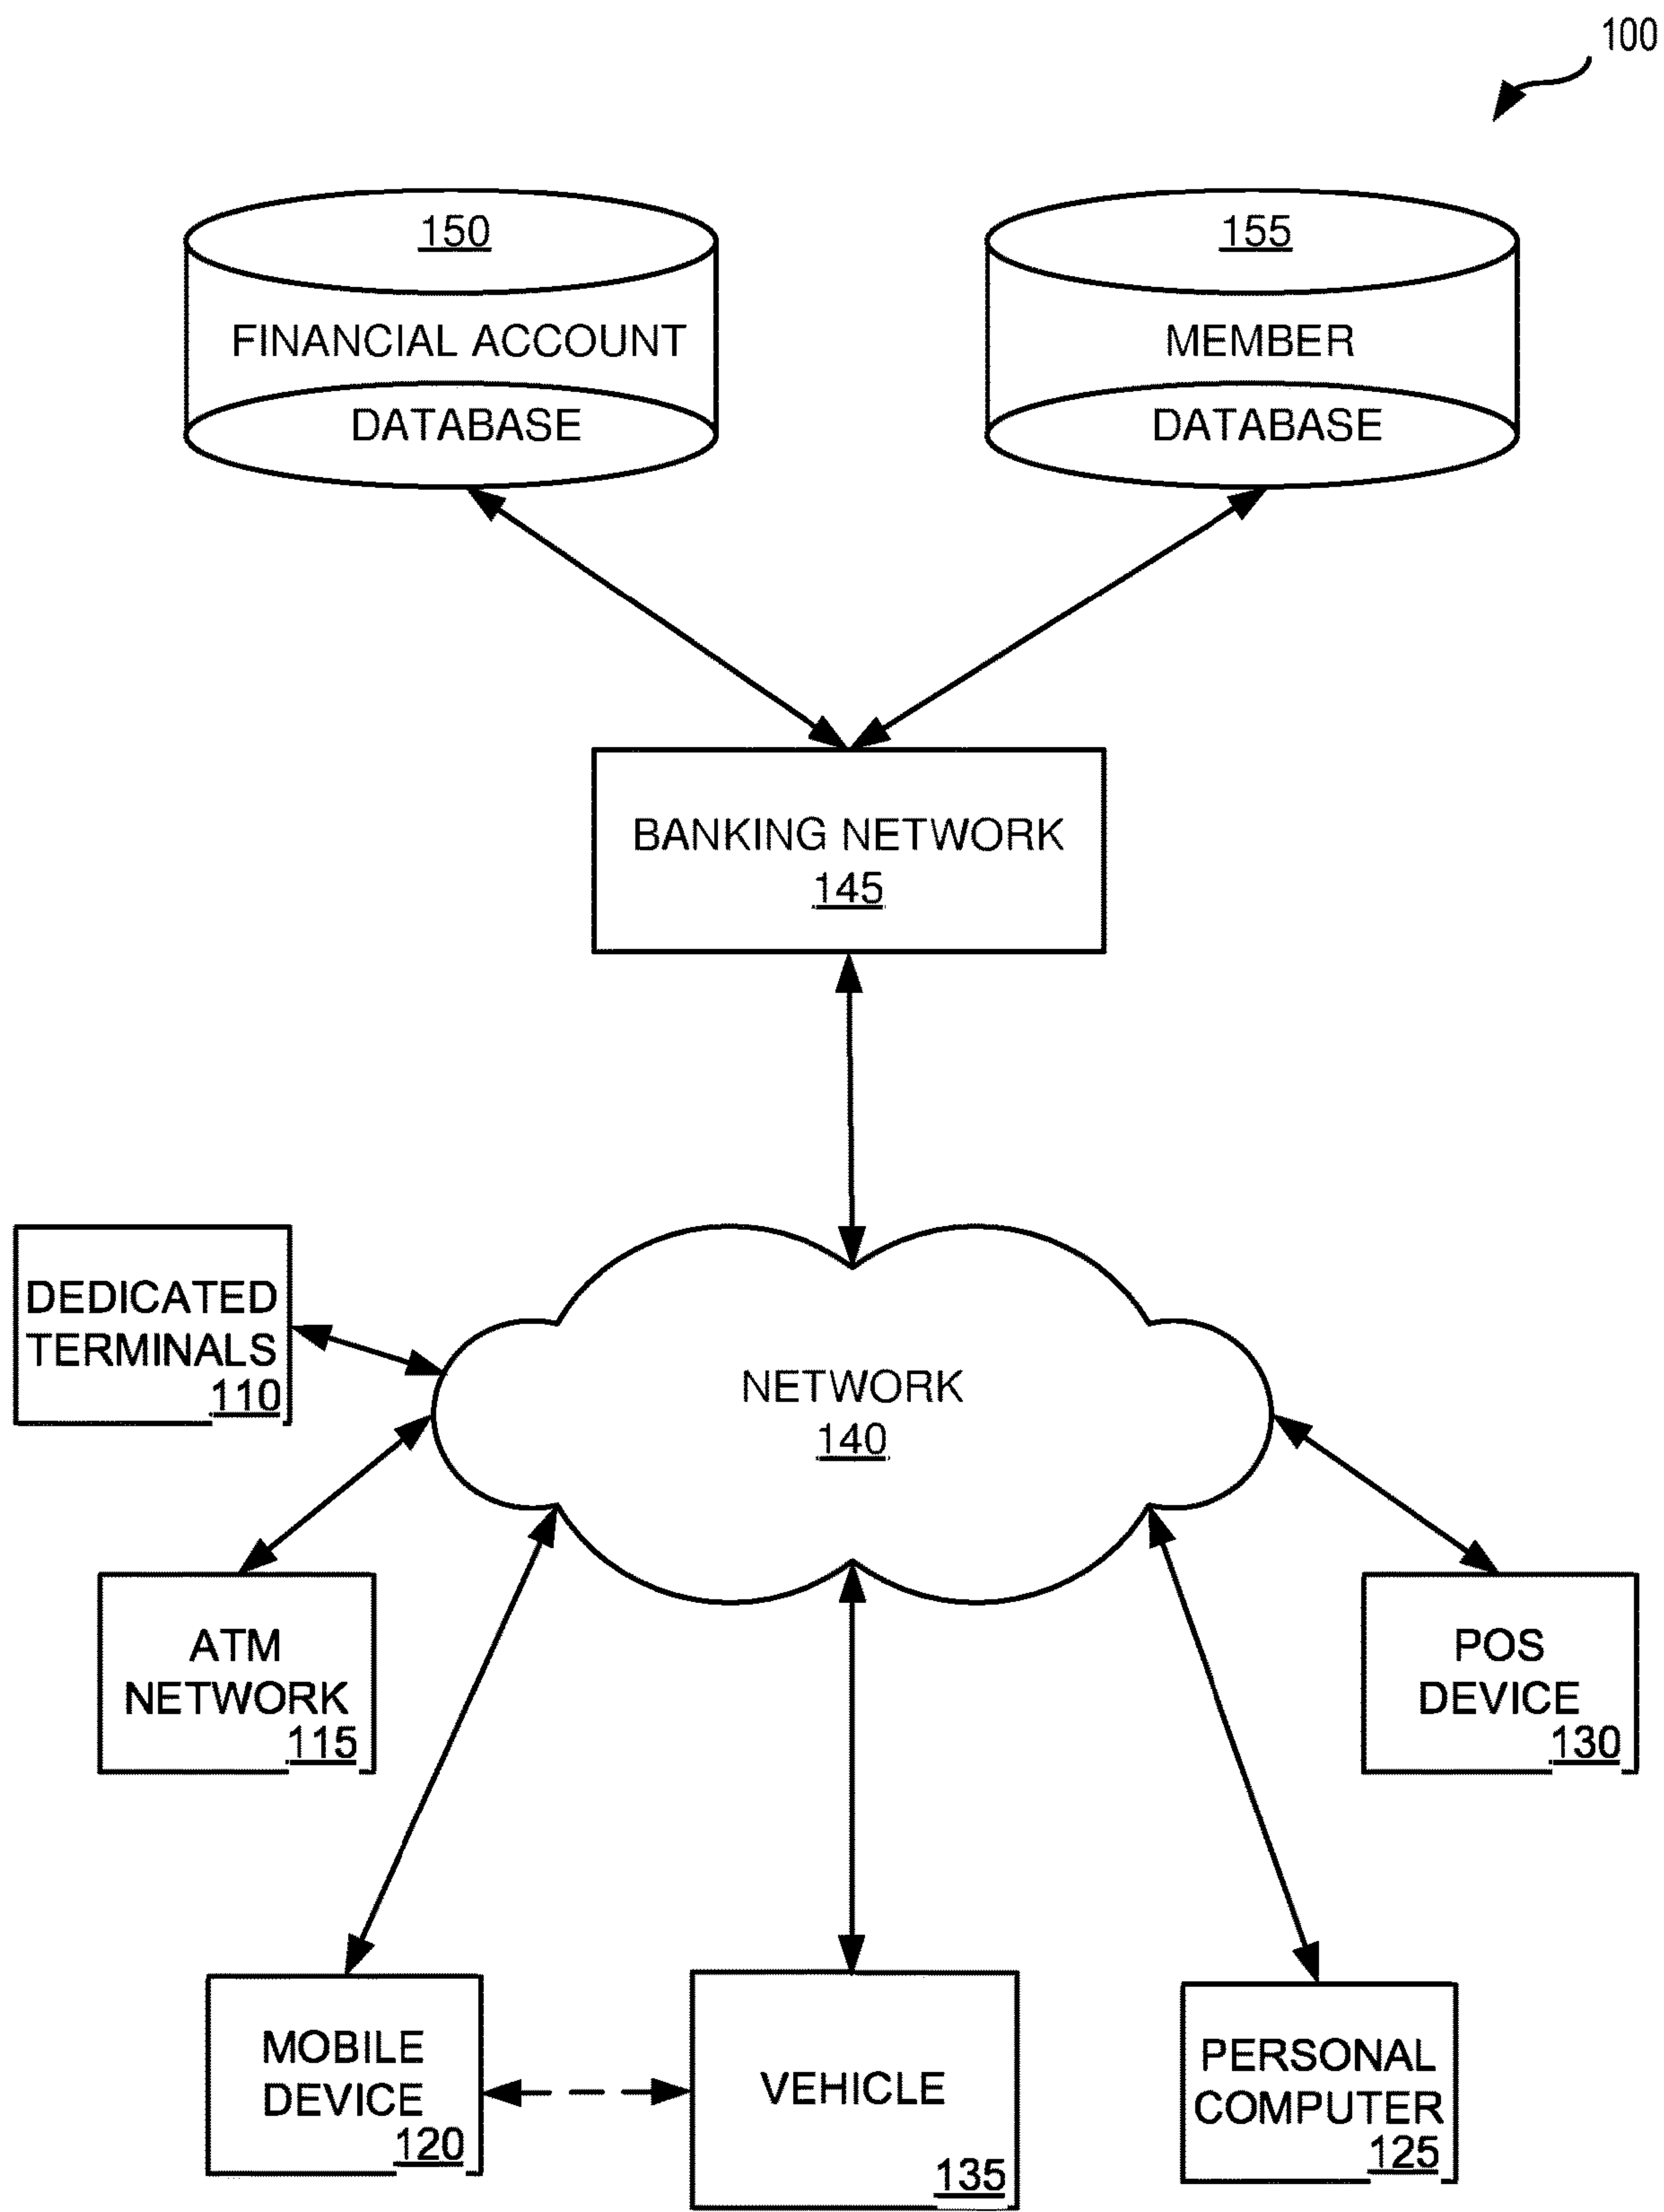 100
150
FINANCIAL ACCOUNT
DATABASE
155
MEMBER
DATABASE
BANKING NETWORK
145
DEDICATED
TERMINALS
110
NETWORK
140
ATM
NETWORK
115
POS
DEVICE
130
MOBILE
DEVICE
120
VEHICLE
135
PERSONAL
COMPUTER
125